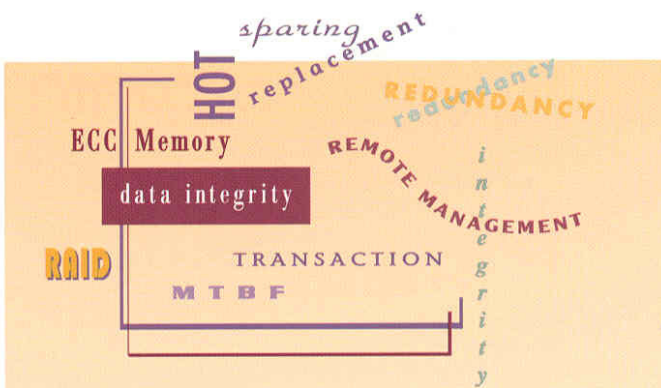 sparing
HOT
replacement
REDUNDANCY
redundancy
ECC Memory
REMOTE MANAGEMENT
data integrity
integrity
RAID
TRANSACTION
MTBF